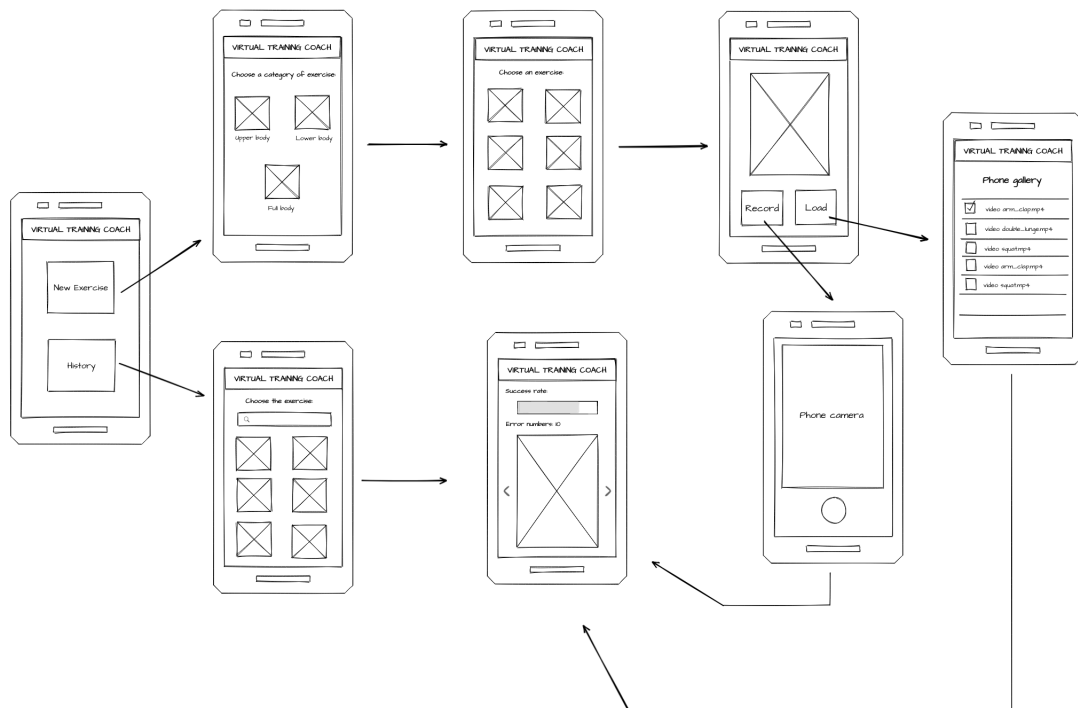 VIRTUAL TRAINING COACH
New Exercise
History
VIRTUAL TRAINING COACH
Choose a category of exercise:
Upper body
Lower body
Full body
VIRTUAL TRAINING COACH
Choose an exercise:
VIRTUAL TRAINING COACH
Record
Load
VIRTUAL TRAINING COACH
Phone gallery
video arm_clap.mp4
video double_lunge.mp4
video squat.mp4
video arm_clap.mp4
video squat.mp4
Phone camera
VIRTUAL TRAINING COACH
Choose the exercise:
VIRTUAL TRAINING COACH
Success rate:
Error numbers: 10